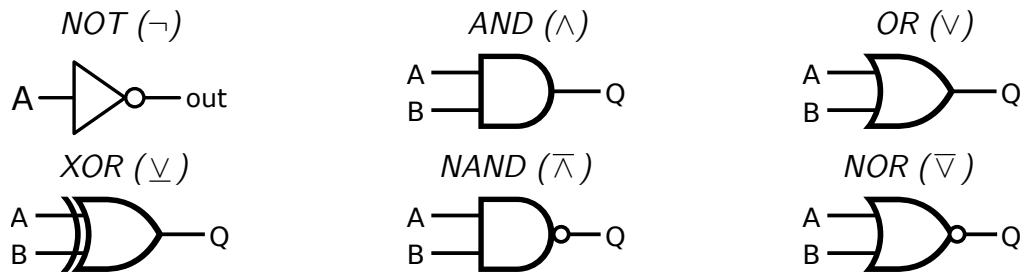 NOT (¬) AND (∧) OR (∨)
A out
A Q
B
A Q
B
XOR (⊻) NAND (⊼) NOR (⊽)
A Q
B
A Q
B
A Q
B